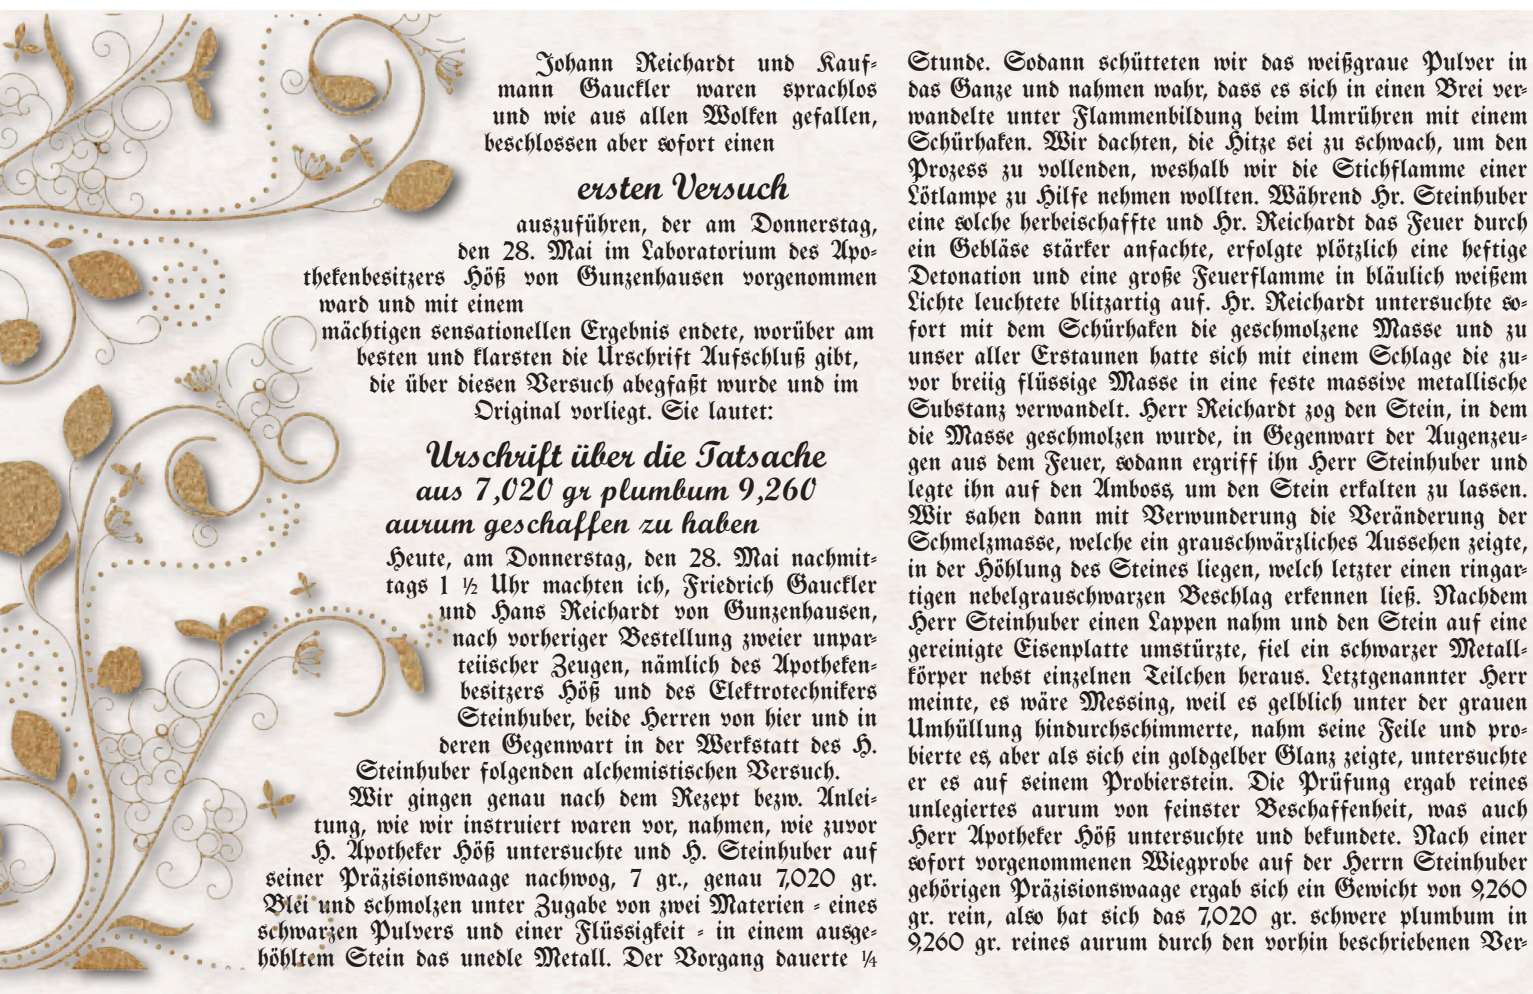 Johann Reichardt und Kauf-
mann Gauckler waren sprachlos
und wie aus allen Wolken gefallen,
beschlossen aber sofort einen
ersten Versuch
auszuführen, der am Donnerstag,
den 28. Mai im Laboratorium des Apo-
thekenbesitzers Höß von Gunzenhausen vorgenommen
ward und mit einem
mächtigen sensationellen Ergebnis endete, worüber am
besten und klarsten die Urschrift Aufschluß gibt,
die über diesen Versuch abegfaßt wurde und im
Original vorliegt. Sie lautet:
Urschrift über die Tatsache
aus 7,020 gr plumbum 9,260
aurum geschaffen zu haben
Heute, am Donnerstag, den 28. Mai nachmit-
tags 1 ½ Uhr machten ich, Friedrich Gauckler
und Hans Reichardt von Gunzenhausen,
nach vorheriger Bestellung zweier unpar-
teiischer Zeugen, nämlich des Apotheken-
besitzers Höß und des Elektrotechnikers
Steinhuber, beide Herren von hier und in
deren Gegenwart in der Werkstatt des H.
Steinhuber folgenden alchemistischen Versuch.
Wir gingen genau nach dem Rezept bezw. Anlei-
tung, wie wir instruiert waren vor, nahmen, wie zuvor
H. Apotheker Höß untersuchte und H. Steinhuber auf
seiner Präzisionswaage nachwog, 7 gr., genau 7,020 gr.
Blei und schmolzen unter Zugabe von zwei Materien - eines
schwarzen Pulvers und einer Flüssigkeit - in einem ausge-
höhltem Stein das unedle Metall. Der Vorgang dauerte ¼
Stunde. Sodann schütteten wir das weißgraue Pulver in
das Ganze und nahmen wahr, dass es sich in einen Brei ver-
wandelte unter Flammenbildung beim Umrühren mit einem
Schürhaken. Wir dachten, die Hitze sei zu schwach, um den
Prozess zu vollenden, weshalb wir die Stichflamme einer
Lötlampe zu Hilfe nehmen wollten. Während Hr. Steinhuber
eine solche herbeischaffte und Hr. Reichardt das Feuer durch
ein Gebläse stärker anfachte, erfolgte plötzlich eine heftige
Detonation und eine große Feuerflamme in bläulich weißem
Lichte leuchtete blitzartig auf. Hr. Reichardt untersuchte so-
fort mit dem Schürhaken die geschmolzene Masse und zu
unser aller Erstaunen hatte sich mit einem Schlage die zu-
vor breiig flüssige Masse in eine feste massive metallische
Substanz verwandelt. Herr Reichardt zog den Stein, in dem
die Masse geschmolzen wurde, in Gegenwart der Augenzeu-
gen aus dem Feuer, sodann ergriff ihn Herr Steinhuber und
legte ihn auf den Amboss, um den Stein erkalten zu lassen.
Wir sahen dann mit Verwunderung die Veränderung der
Schmelzmasse, welche ein grauschwärzliches Aussehen zeigte,
in der Höhlung des Steines liegen, welch letzter einen ringar-
tigen nebelgrauschwarzen Beschlag erkennen ließ. Nachdem
Herr Steinhuber einen Lappen nahm und den Stein auf eine
gereinigte Eisenplatte umstürzte, fiel ein schwarzer Metall-
körper nebst einzelnen Teilchen heraus. Letztgenannter Herr
meinte, es wäre Messing, weil es gelblich unter der grauen
Umhüllung hindurchschimmerte, nahm seine Feile und pro-
bierte es, aber als sich ein goldgelber Glanz zeigte, untersuchte
er es auf seinem Probierstein. Die Prüfung ergab reines
unlegiertes aurum von feinster Beschaffenheit, was auch
Herr Apotheker Höß untersuchte und bekundete. Nach einer
sofort vorgenommenen Wiegprobe auf der Herrn Steinhuber
gehörigen Präzisionswaage ergab sich ein Gewicht von 9,260
gr. rein, also hat sich das 7,020 gr. schwere plumbum in
9,260 gr. reines aurum durch den vorhin beschriebenen Ver-